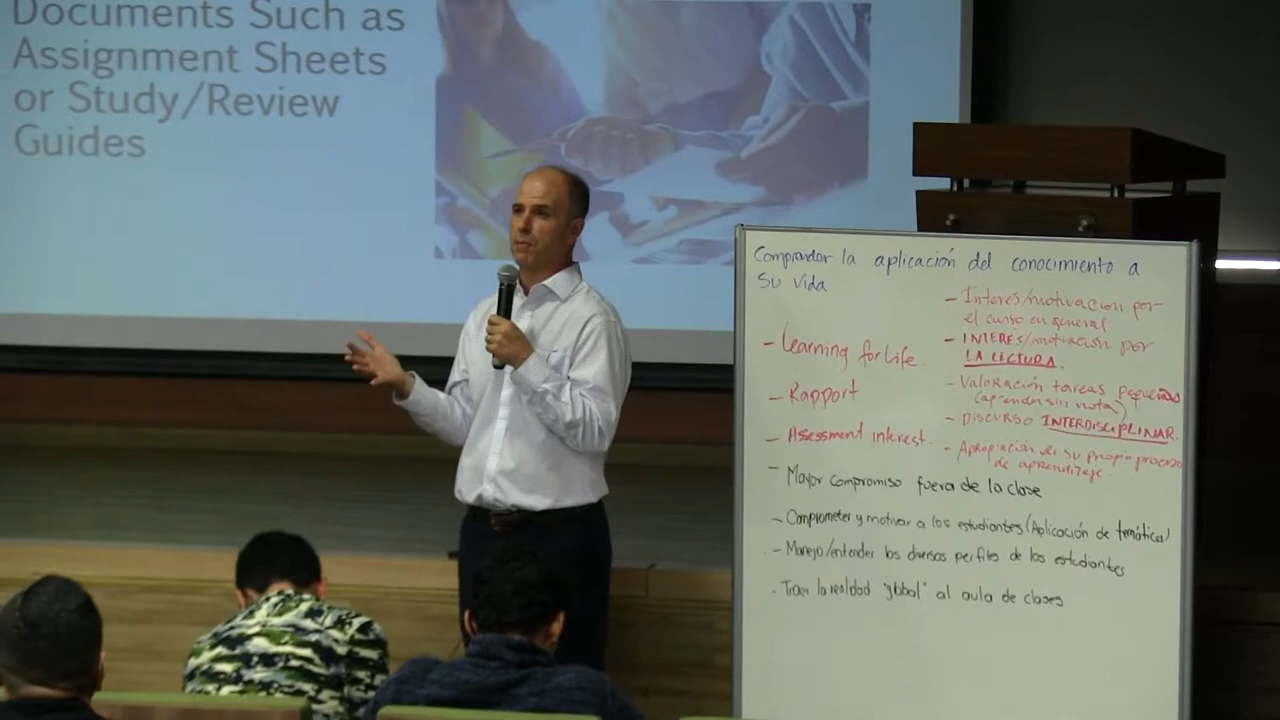 Documents Such as
Assignment Sheets
or Study/Review
Guides
Comprender la aplicación del conocimiento a
su vida
- Learning for life
- Rapport
- Assessment interest.
- Interes/motivacion por
el curso en general
- INTERES/motivación por
LA LECTURA.
- Valoración tareas pequeñas
(aprender sin nota)
- DISCURSO INTERDISCIPLINAR.
- Apropiación de su propio proceso
de aprendizaje.
- Mayor compromiso fuera de la clase
- Comprometer y motivar a los estudiantes (Aplicación de temática)
- Manejo/entender los diversos perfiles de los estudiantes
- Traer la realidad "global" al aula de clases